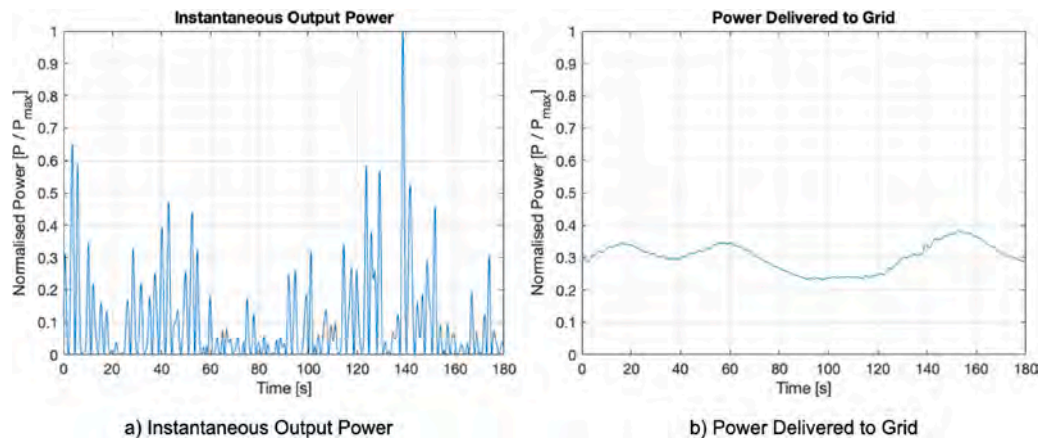 Instantaneous Output Power
Normalised Power [P / P_max]
1
0.9
0.8
0.7
0.6
0.5
0.4
0.3
0.2
0.1
0
0 20 40 60 80 100 120 140 160 180
Time [s]
a) Instantaneous Output Power
Power Delivered to Grid
Normalised Power [P / P_max]
1
0.9
0.8
0.7
0.6
0.5
0.4
0.3
0.2
0.1
0
0 20 40 60 80 100 120 140 160 180
Time [s]
b) Power Delivered to Grid